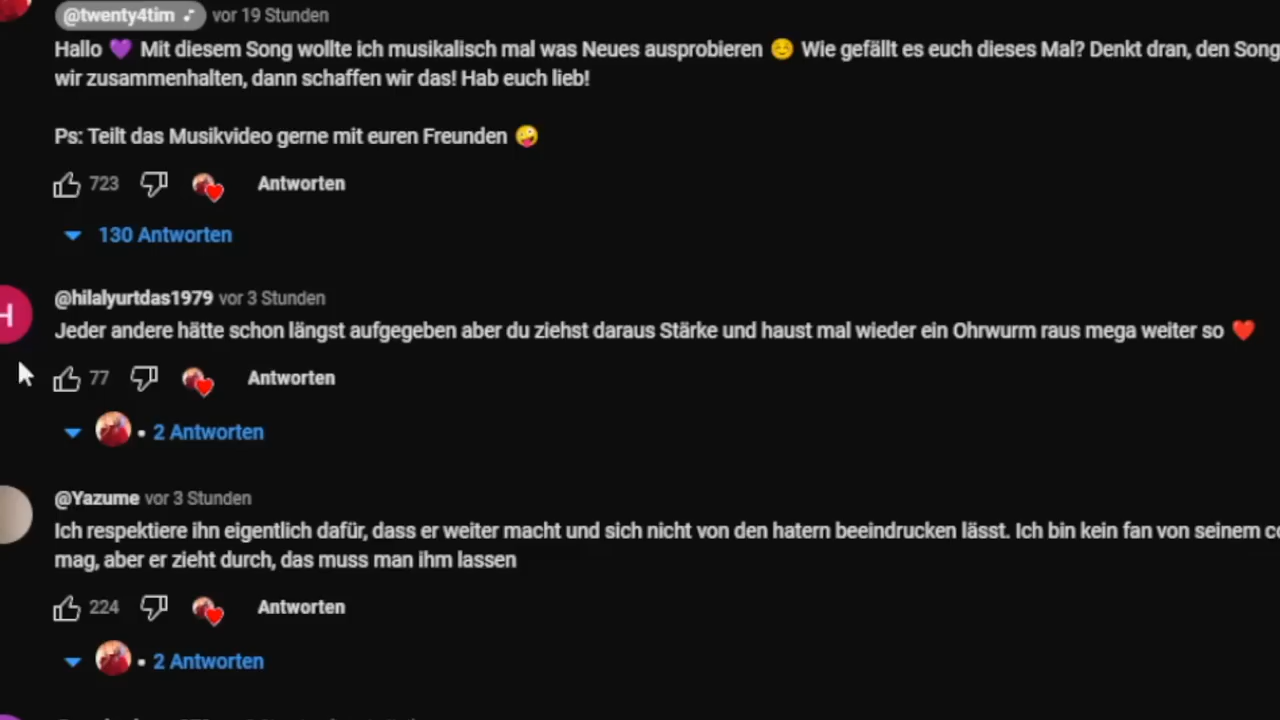 @twenty4tim vor 19 Stunden
Hallo 💜 Mit diesem Song wollte ich musikalisch mal was Neues ausprobieren ☺️ Wie gefällt es euch dieses Mal? Denkt dran, den Song
wir zusammenhalten, dann schaffen wir das! Hab euch lieb!
Ps: Teilt das Musikvideo gerne mit euren Freunden 🤪
723 Antworten
130 Antworten
H
@hilalyurtdas1979 vor 3 Stunden
Jeder andere hätte schon längst aufgegeben aber du ziehst daraus Stärke und haust mal wieder ein Ohrwurm raus mega weiter so ❤️
77 Antworten
• 2 Antworten
@Yazume vor 3 Stunden
Ich respektiere ihn eigentlich dafür, dass er weiter macht und sich nicht von den hatern beeindrucken lässt. Ich bin kein fan von seinem
mag, aber er zieht durch, das muss man ihm lassen
224 Antworten
• 2 Antworten